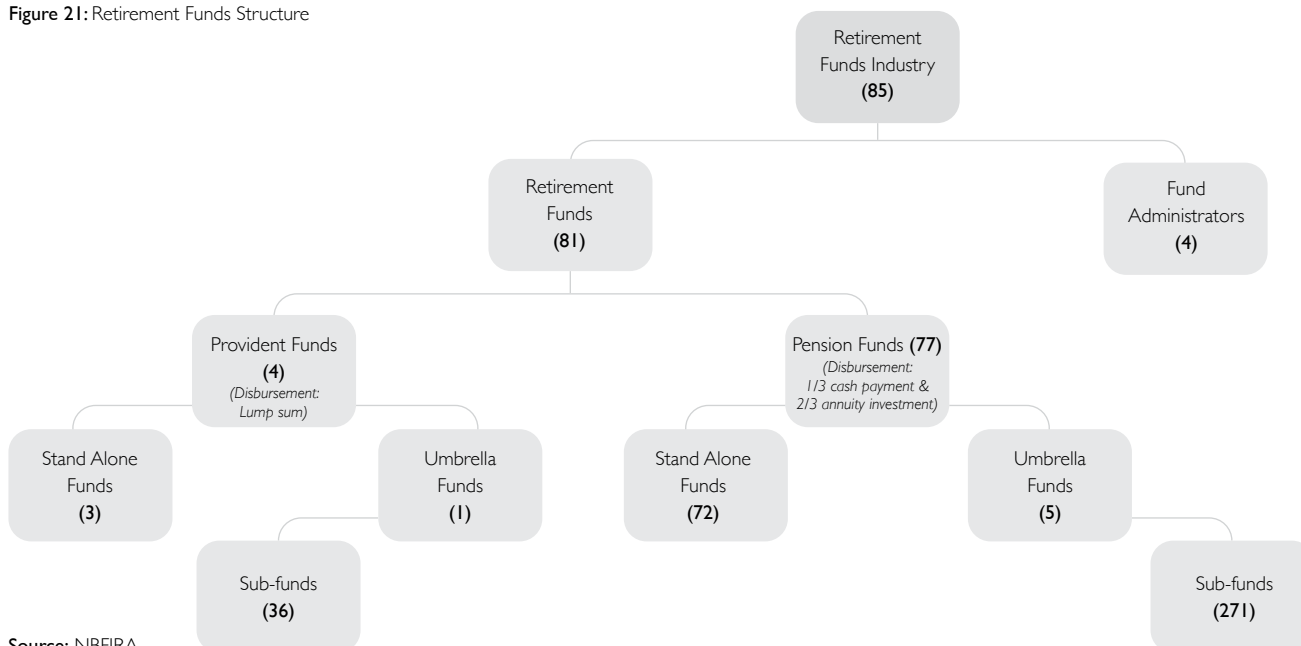 Figure 21: Retirement Funds Structure
Retirement
Funds Industry
(85)
Retirement
Funds
(81)
Fund
Administrators
(4)
Provident Funds
(4)
(Disbursement:
Lump sum)
Pension Funds (77)
(Disbursement:
1/3 cash payment &
2/3 annuity investment)
Stand Alone
Funds
(3)
Umbrella
Funds
(1)
Stand Alone
Funds
(72)
Umbrella
Funds
(5)
Sub-funds
(36)
Sub-funds
(271)
Source: NBFIRA